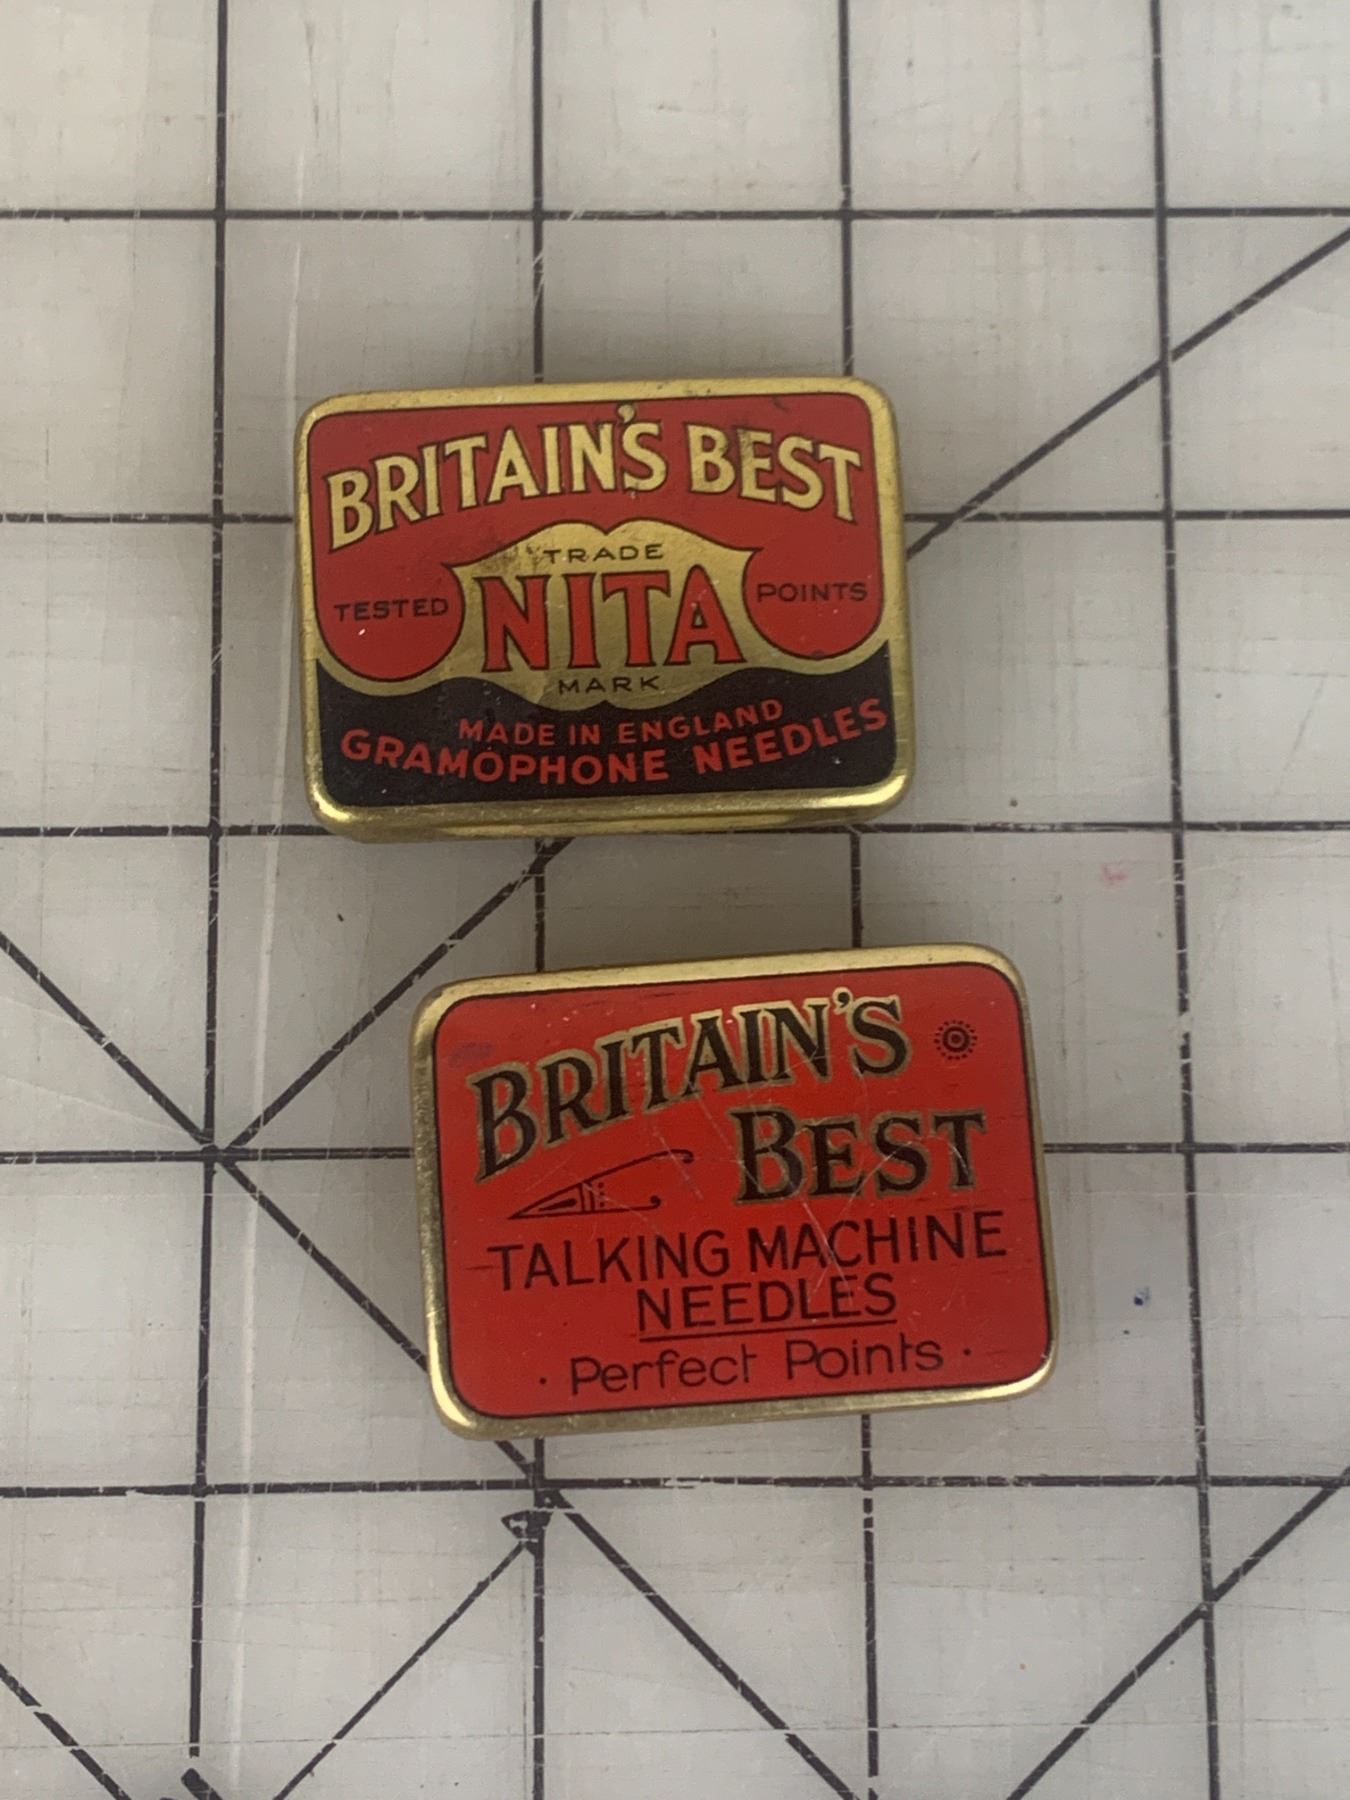 BRITAIN'S BEST
TRADE
TESTED NITA POINTS
MARK
MADE IN ENGLAND
GRAMOPHONE NEEDLES
BRITAIN'S
BEST
TALKING MACHINE
NEEDLES
· Perfect Points ·